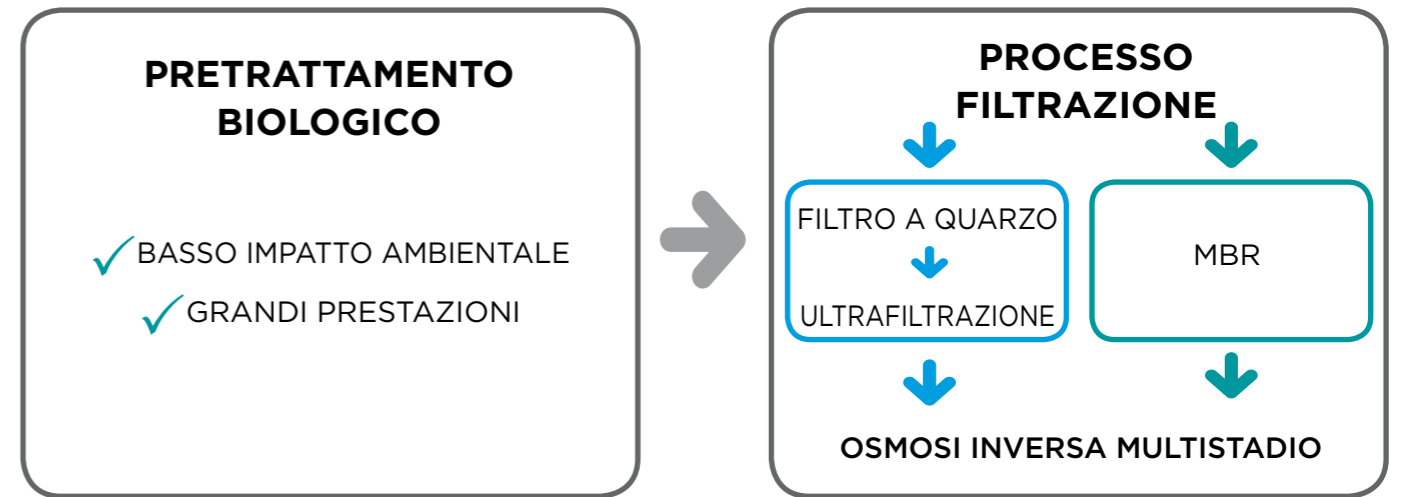 PRETRATTAMENTO
BIOLOGICO
BASSO IMPATTO AMBIENTALE
GRANDI PRESTAZIONI
PROCESSO
FILTRAZIONE
FILTRO A QUARZO
ULTRAFILTRAZIONE
MBR
OSMOSI INVERSA MULTISTADIO